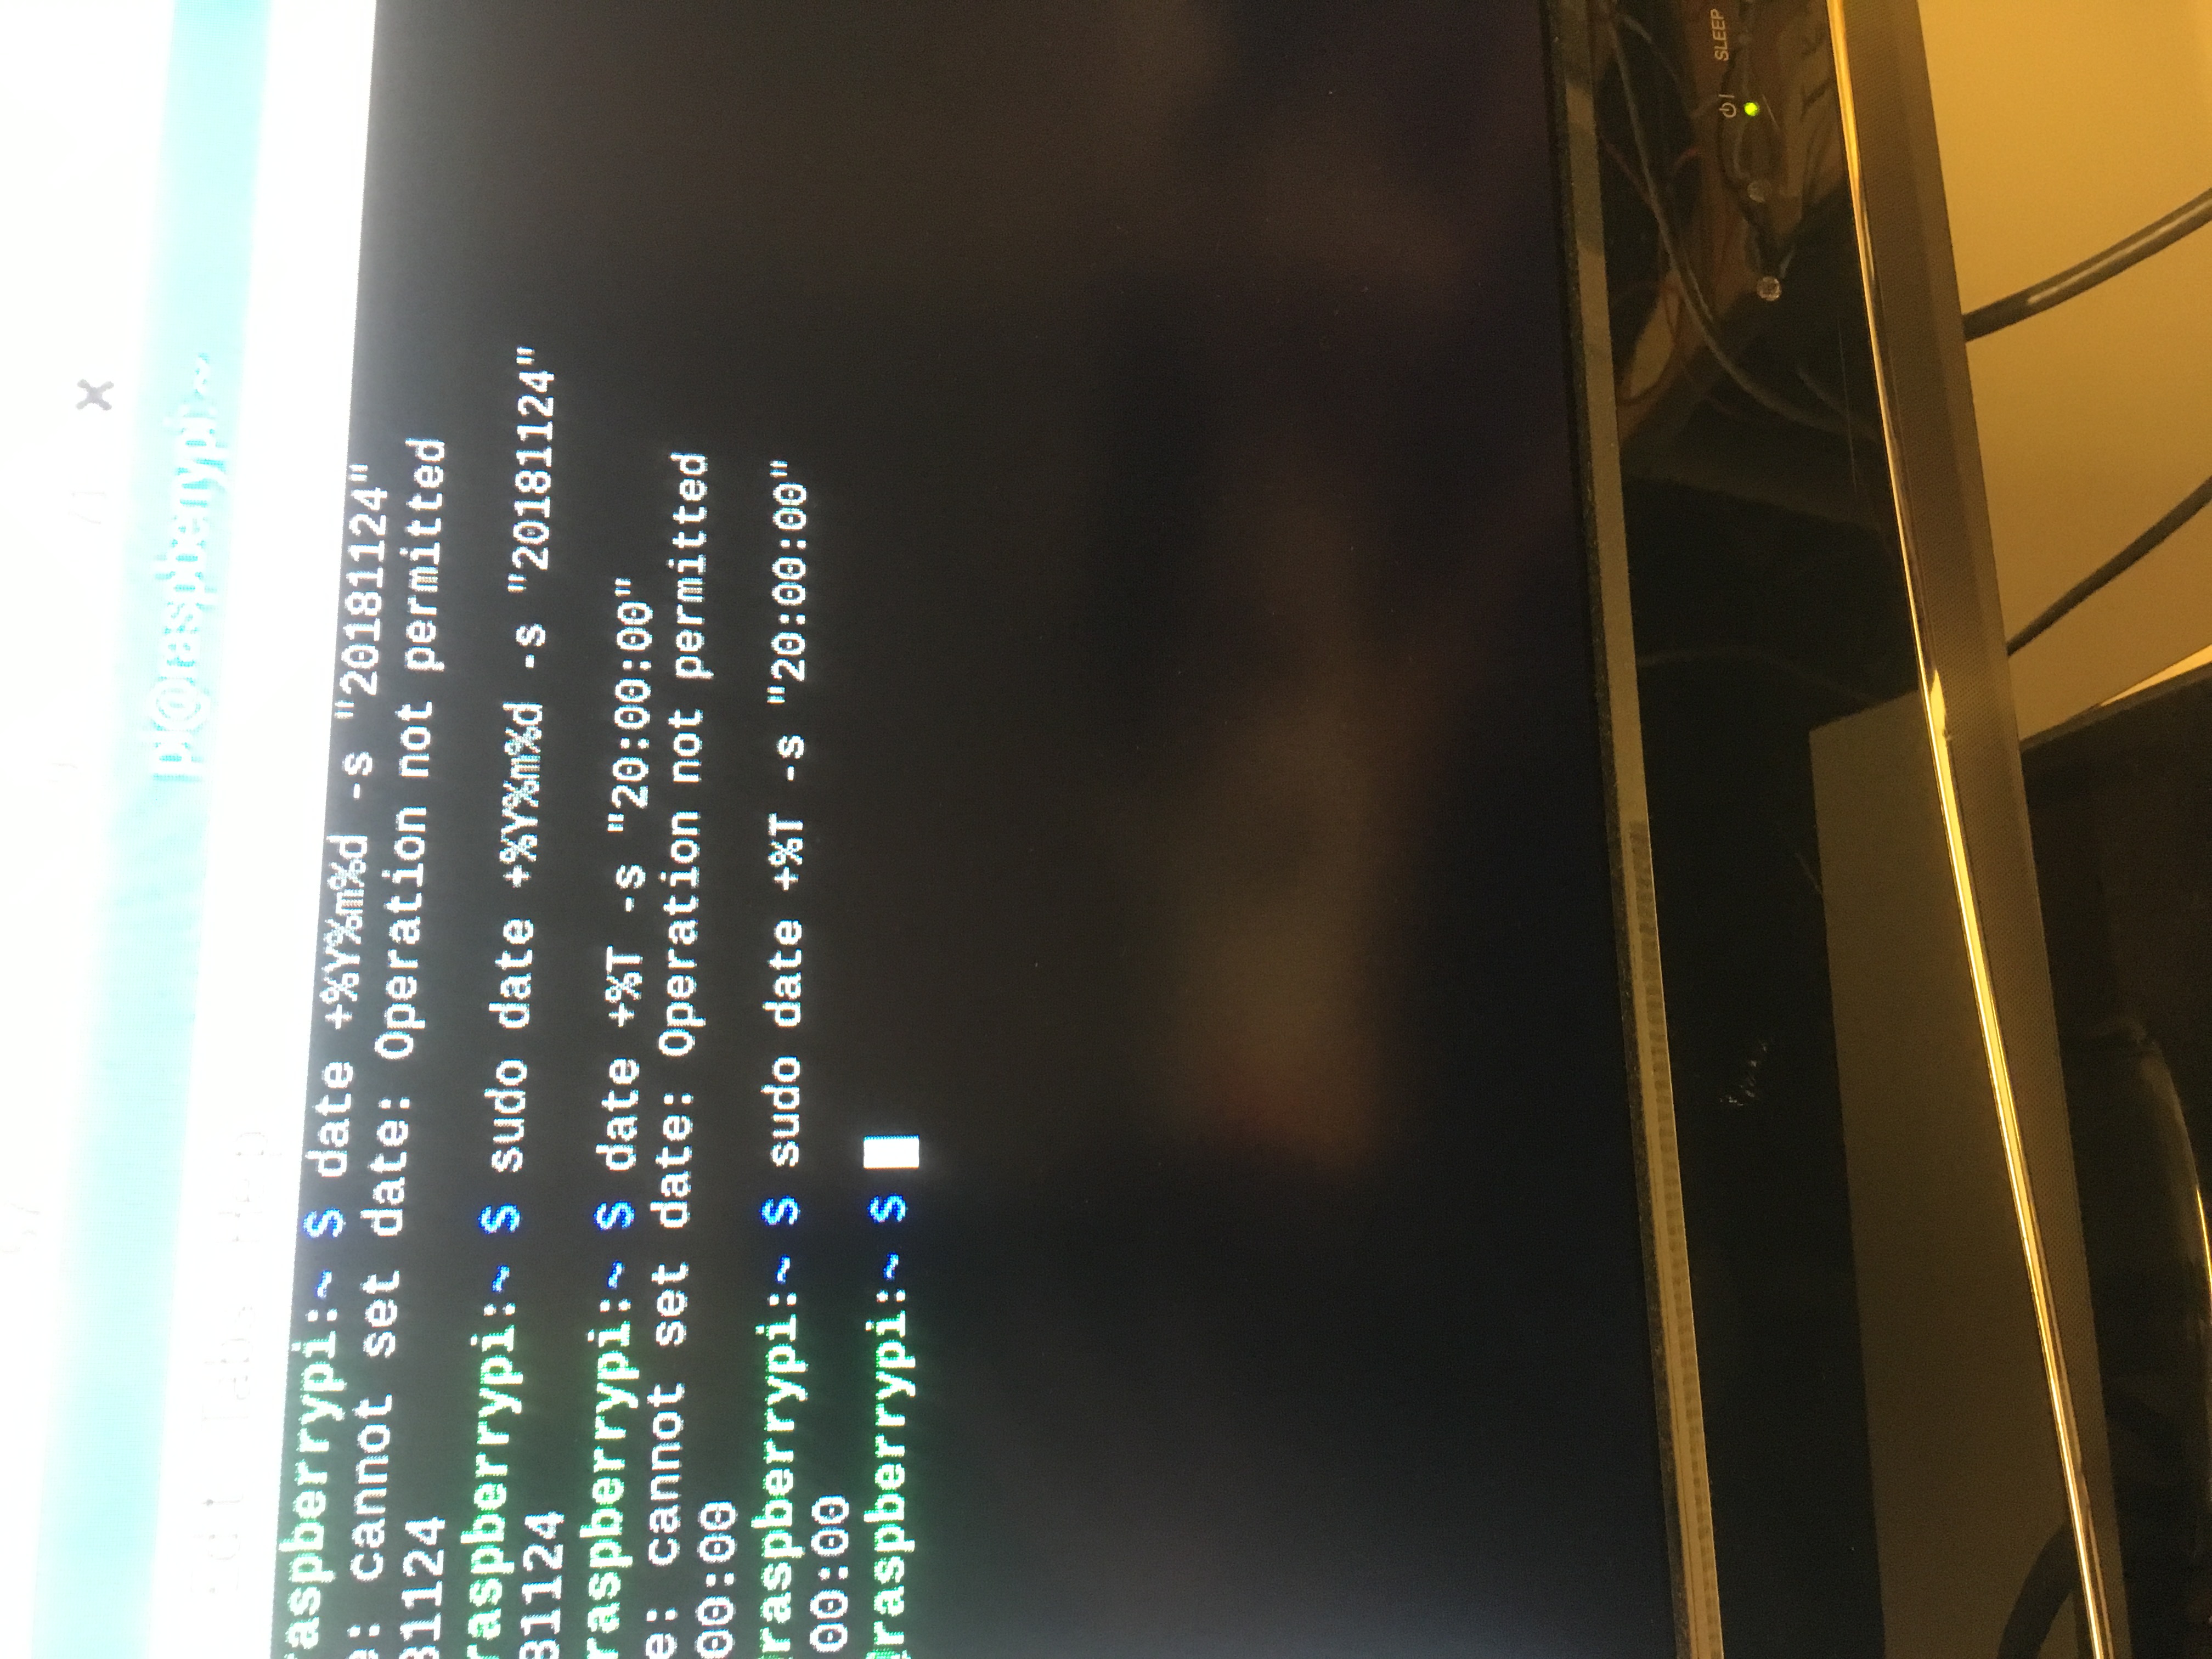 pi@raspberrypi: ~
Edit Tabs Help
raspberrypi:~ $ date +%Y%m%d -s "20181124"
e: cannot set date: Operation not permitted
81124
raspberrypi:~ $ sudo date +%Y%m%d -s "20181124"
81124
raspberrypi:~ $ date +%T -s "20:00:00"
e: cannot set date: Operation not permitted
00:00
@raspberrypi:~ $ sudo date +%T -s "20:00:00"
:00:00
@raspberrypi:~ $
SLEEP